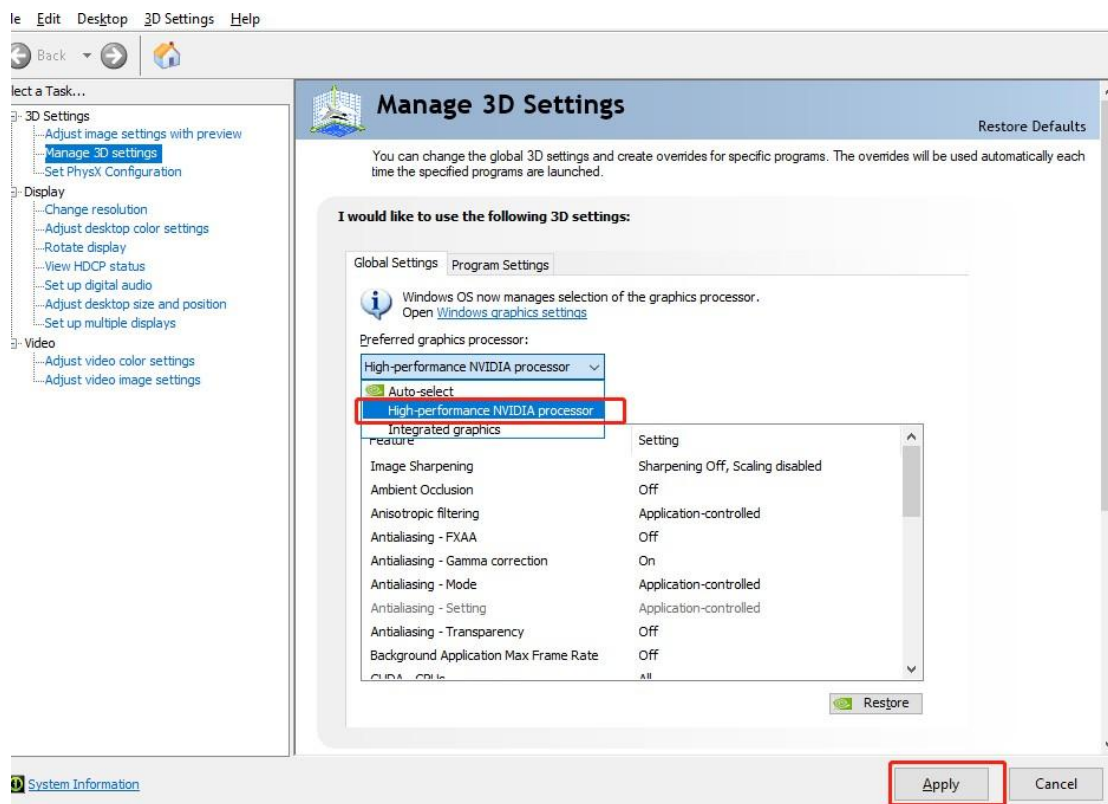 le Edit Desktop 3D Settings Help
Back
lect a Task...
3D Settings
Adjust image settings with preview
Manage 3D settings
Set PhysX Configuration
Display
Change resolution
Adjust desktop color settings
Rotate display
View HDCP status
Set up digital audio
Adjust desktop size and position
Set up multiple displays
Video
Adjust video color settings
Adjust video image settings
System Information
Manage 3D Settings
Restore Defaults
You can change the global 3D settings and create overrides for specific programs. The overrides will be used automatically each
time the specified programs are launched.
I would like to use the following 3D settings:
Global Settings Program Settings
Windows OS now manages selection of the graphics processor.
Open Windows graphics settings
Preferred graphics processor:
High-performance NVIDIA processor
Auto-select
High-performance NVIDIA processor
Integrated graphics
Feature Setting
Image Sharpening Sharpening Off, Scaling disabled
Ambient Occlusion Off
Anisotropic filtering Application-controlled
Antialiasing - FXAA Off
Antialiasing - Gamma correction On
Antialiasing - Mode Application-controlled
Antialiasing - Setting Application-controlled
Antialiasing - Transparency Off
Background Application Max Frame Rate Off
CUDA - GPUs All
Restore
Apply Cancel